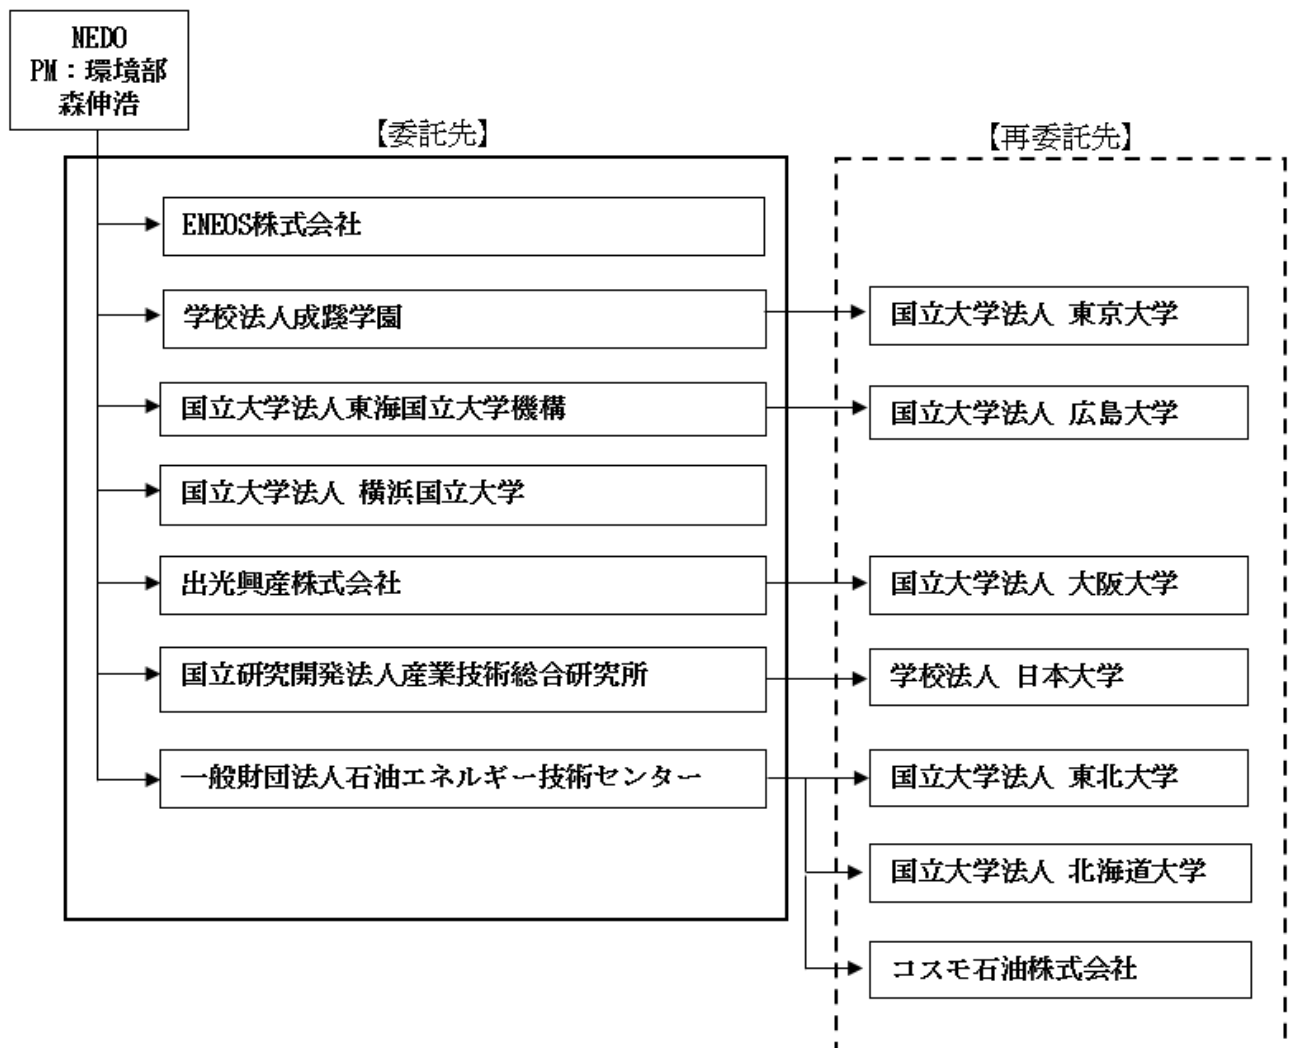 NEDO
PM：環境部
森伸浩
【委託先】
【再委託先】
ENEOS株式会社
学校法人成蹊学園
国立大学法人 東京大学
国立大学法人東海国立大学機構
国立大学法人 広島大学
国立大学法人 横浜国立大学
出光興産株式会社
国立大学法人 大阪大学
国立研究開発法人産業技術総合研究所
学校法人 日本大学
一般財団法人石油エネルギー技術センター
国立大学法人 東北大学
国立大学法人 北海道大学
コスモ石油株式会社